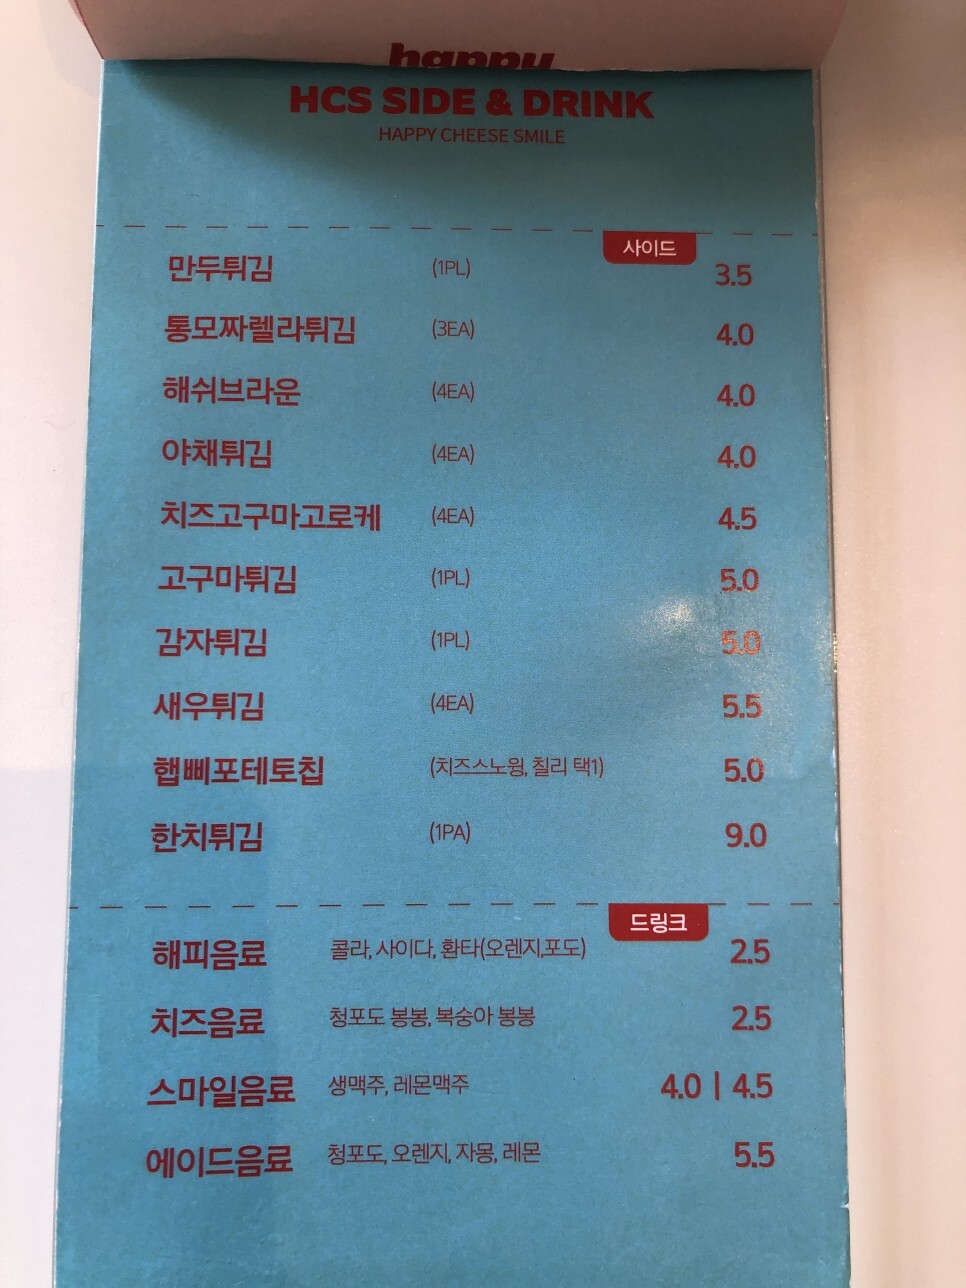 happy
HCS SIDE & DRINK
HAPPY CHEESE SMILE
사이드
만두튀김 (1PL) 3.5
통모짜렐라튀김 (3EA) 4.0
해쉬브라운 (4EA) 4.0
야채튀김 (4EA) 4.0
치즈고구마고로케 (4EA) 4.5
고구마튀김 (1PL) 5.0
감자튀김 (1PL) 5.0
새우튀김 (4EA) 5.5
햅삐포테토칩 (치즈스노윙, 칠리 택1) 5.0
한치튀김 (1PA) 9.0
드링크
해피음료 콜라, 사이다, 환타(오렌지,포도) 2.5
치즈음료 청포도 봉봉, 복숭아 봉봉 2.5
스마일음료 생맥주, 레몬맥주 4.0 | 4.5
에이드음료 청포도, 오렌지, 자몽, 레몬 5.5